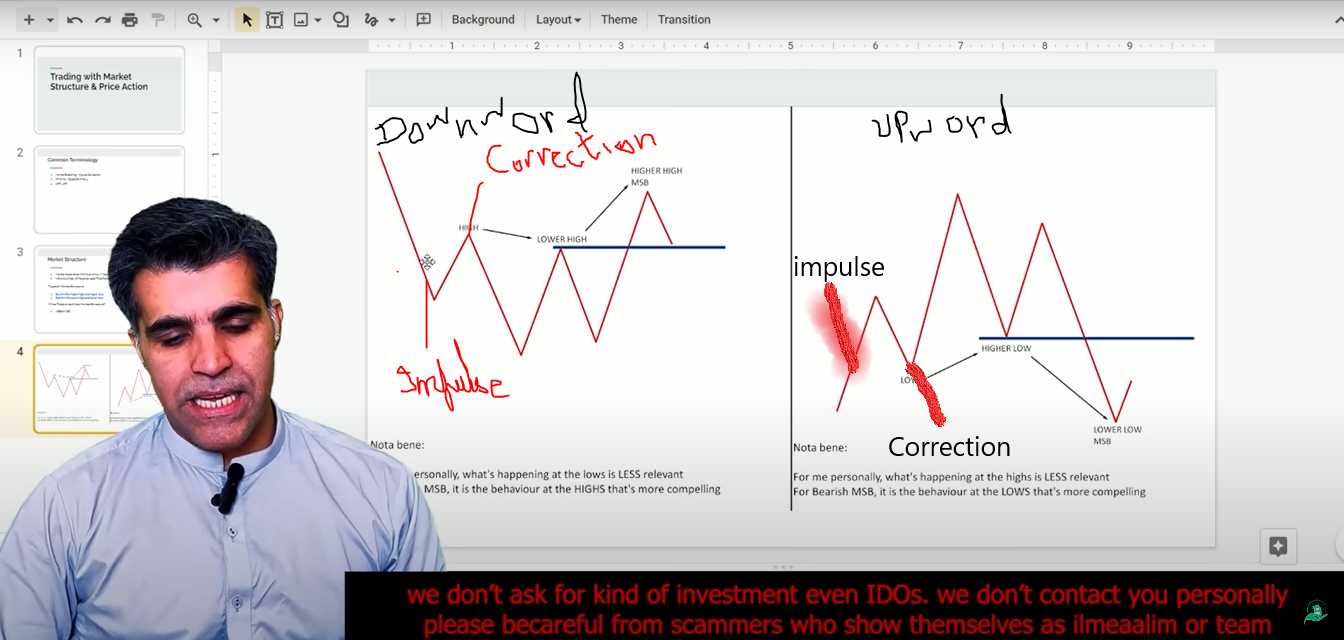 Background Layout Theme Transition
1 2 3 4 5 6 7 8 9
1
Trading with Market
Structure & Price Action
2
Common Terminology
3
Market Structure
4
1
Downword
Correction
HIGH
LOWER HIGH
HIGHER HIGH
MSB
Impulse
Nota bene:
ersonally, what's happening at the lows is LESS relevant
MSB, it is the behaviour at the HIGHS that's more compelling
upword
impulse
LOW
HIGHER LOW
LOWER LOW
MSB
Correction
Nota bene:
For me personally, what's happening at the highs is LESS relevant
For Bearish MSB, it is the behaviour at the LOWS that's more compelling
we don't ask for kind of investment even IDOs. we don't contact you personally
please becareful from scammers who show themselves as ilmeaalim or team